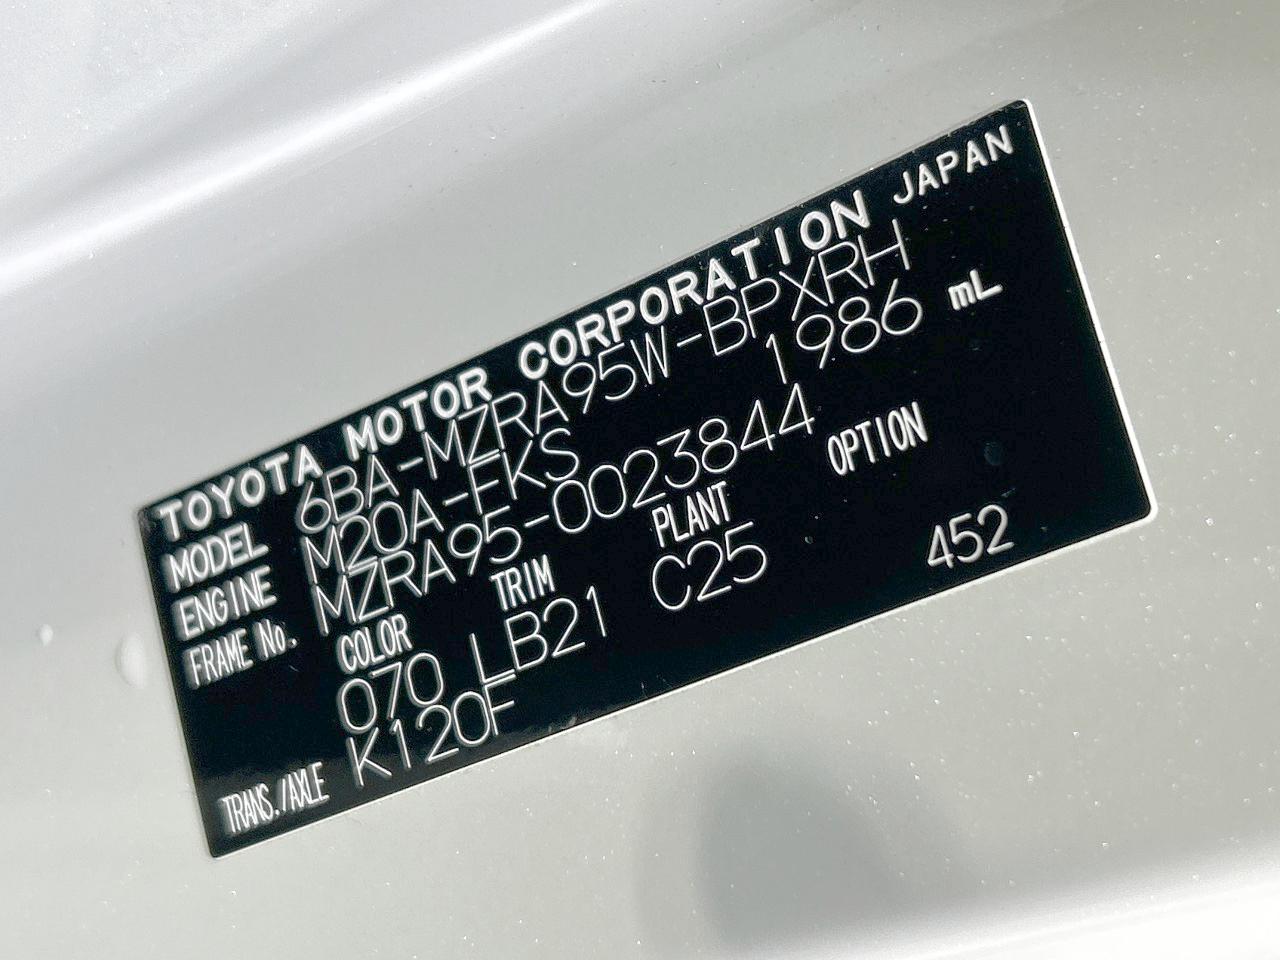 TOYOTA MOTOR CORPORATION JAPAN
MODEL 6BA-MZRA95W-BPXRH
ENGINE M20A-FKS 1986 mL
FRAME No. MZRA95-0023844
COLOR TRIM PLANT OPTION
070 LB21 C25 452
TRANS./AXLE K120F